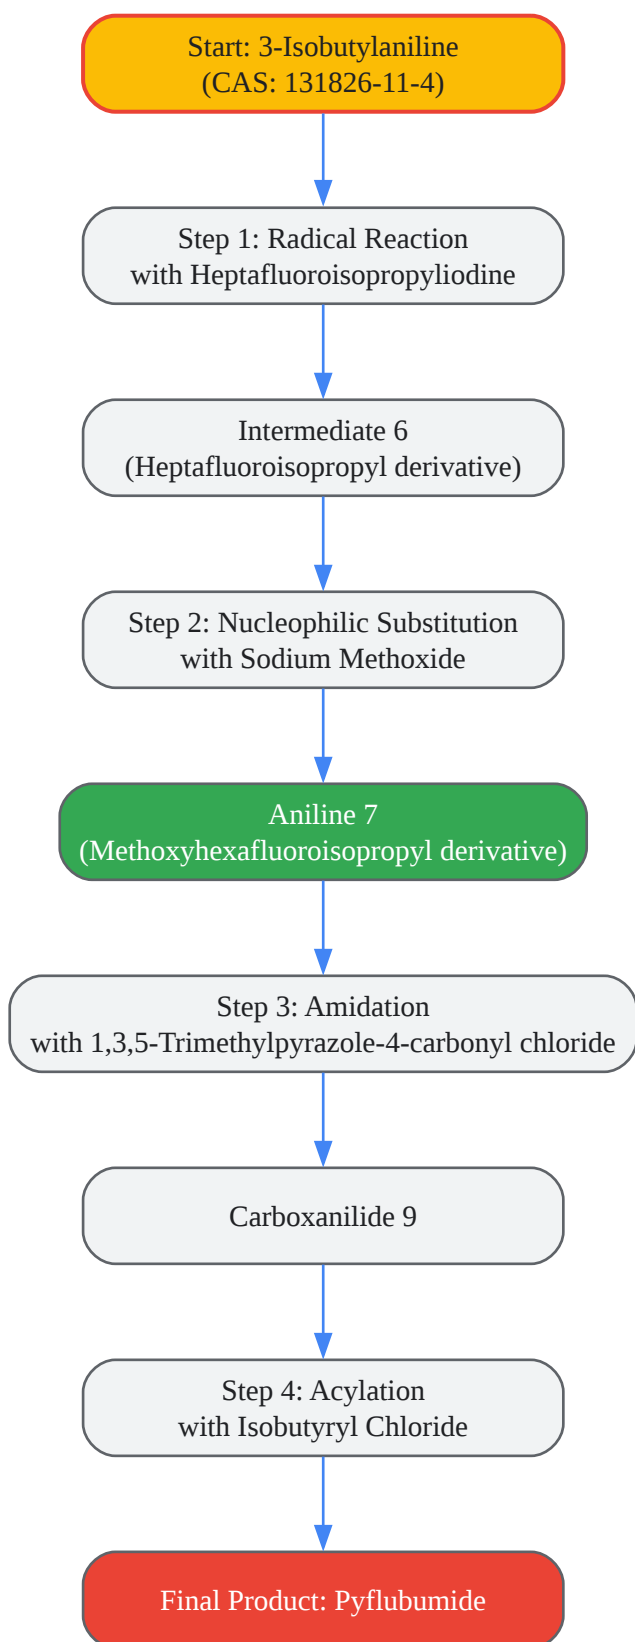 Start: 3-Isobutylaniline
(CAS: 131826-11-4)
Step 1: Radical Reaction
with Heptafluoroisopropyliodine
Intermediate 6
(Heptafluoroisopropyl derivative)
Step 2: Nucleophilic Substitution
with Sodium Methoxide
Aniline 7
(Methoxyhexafluoroisopropyl derivative)
Step 3: Amidation
with 1,3,5-Trimethylpyrazole-4-carbonyl chloride
Carboxanilide 9
Step 4: Acylation
with Isobutyryl Chloride
Final Product: Pyflubumide